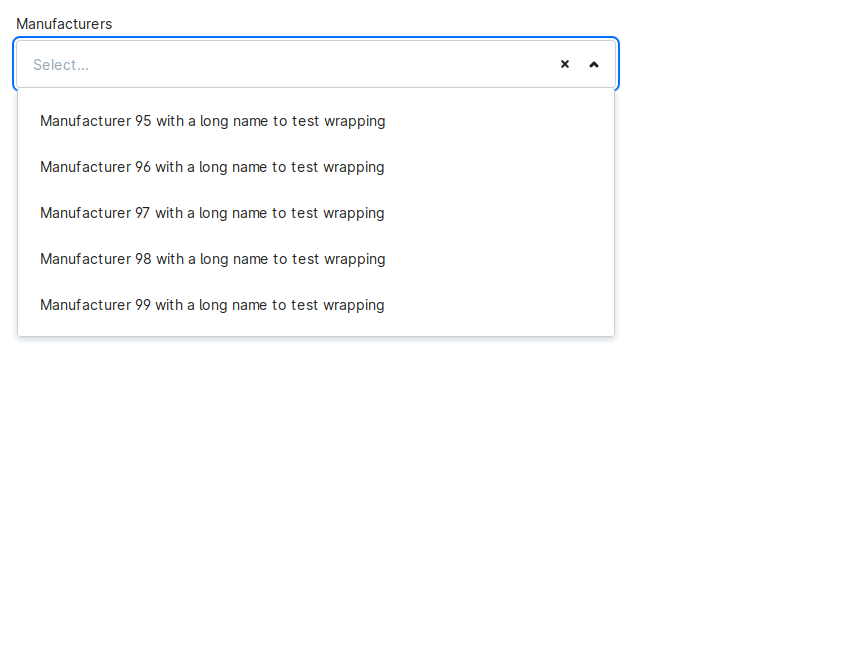 Manufacturers
Select...
Manufacturer 95 with a long name to test wrapping
Manufacturer 96 with a long name to test wrapping
Manufacturer 97 with a long name to test wrapping
Manufacturer 98 with a long name to test wrapping
Manufacturer 99 with a long name to test wrapping